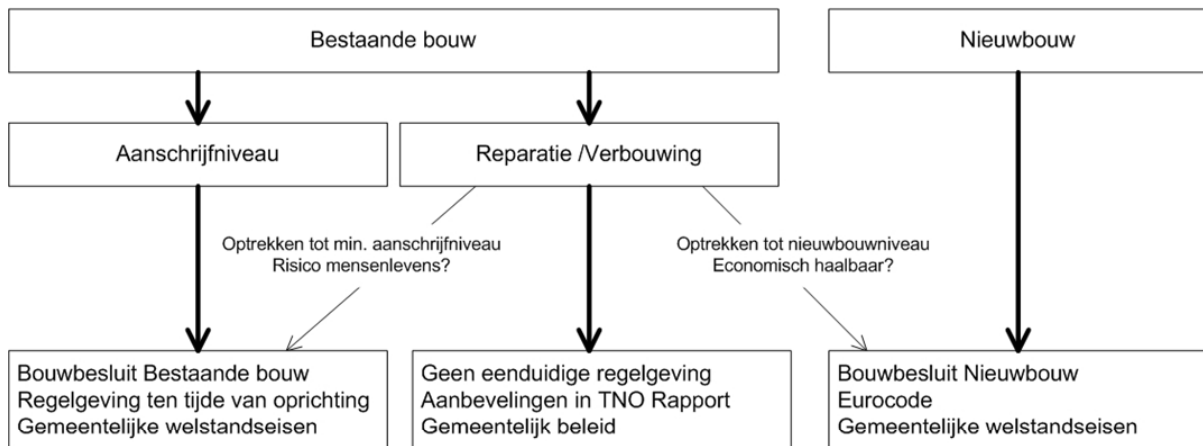 Bestaande bouw
Nieuwbouw
Aanschrijfniveau
Reparatie /Verbouwing
Optrekken tot min. aanschrijfniveau
Risico mensenlevens?
Optrekken tot nieuwbouwniveau
Economisch haalbaar?
Bouwbesluit Bestaande bouw
Regelgeving ten tijde van oprichting
Gemeentelijke welstandseisen
Geen eenduidige regelgeving
Aanbevelingen in TNO Rapport
Gemeentelijk beleid
Bouwbesluit Nieuwbouw
Eurocode
Gemeentelijke welstandseisen